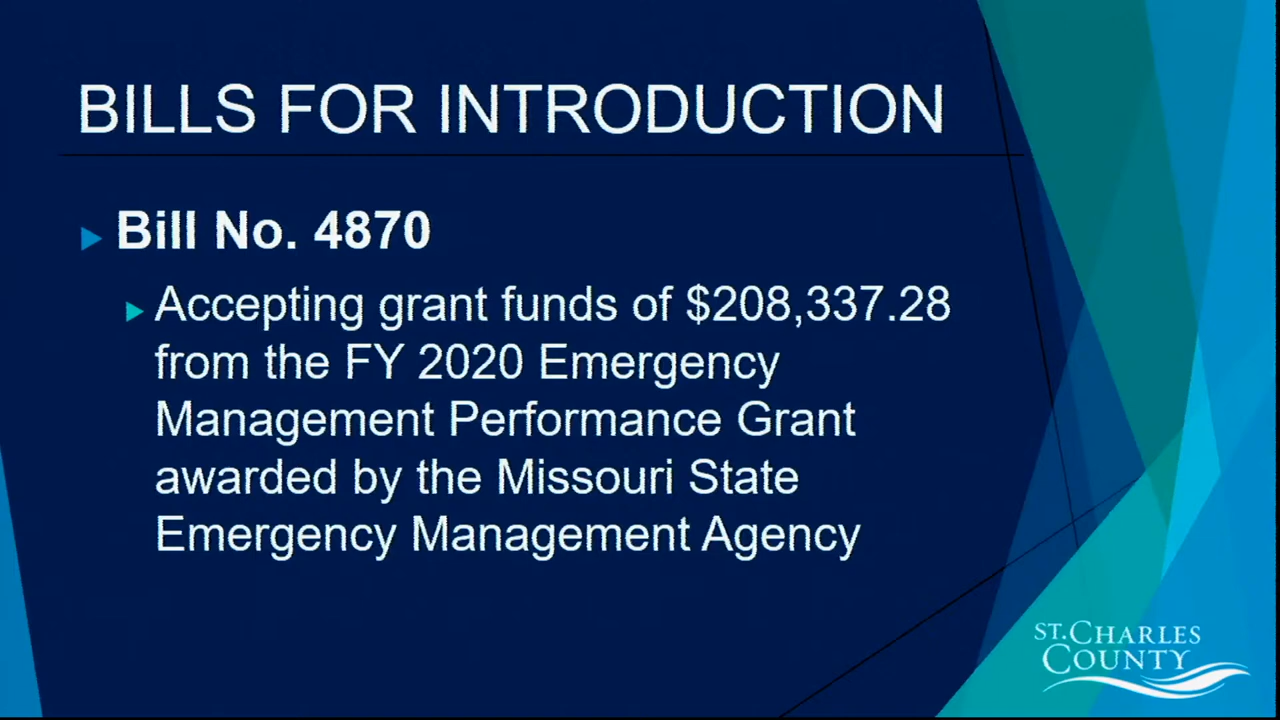 BILLS FOR INTRODUCTION
Bill No. 4870
Accepting grant funds of $208,337.28
from the FY 2020 Emergency
Management Performance Grant
awarded by the Missouri State
Emergency Management Agency
ST. CHARLES
COUNTY